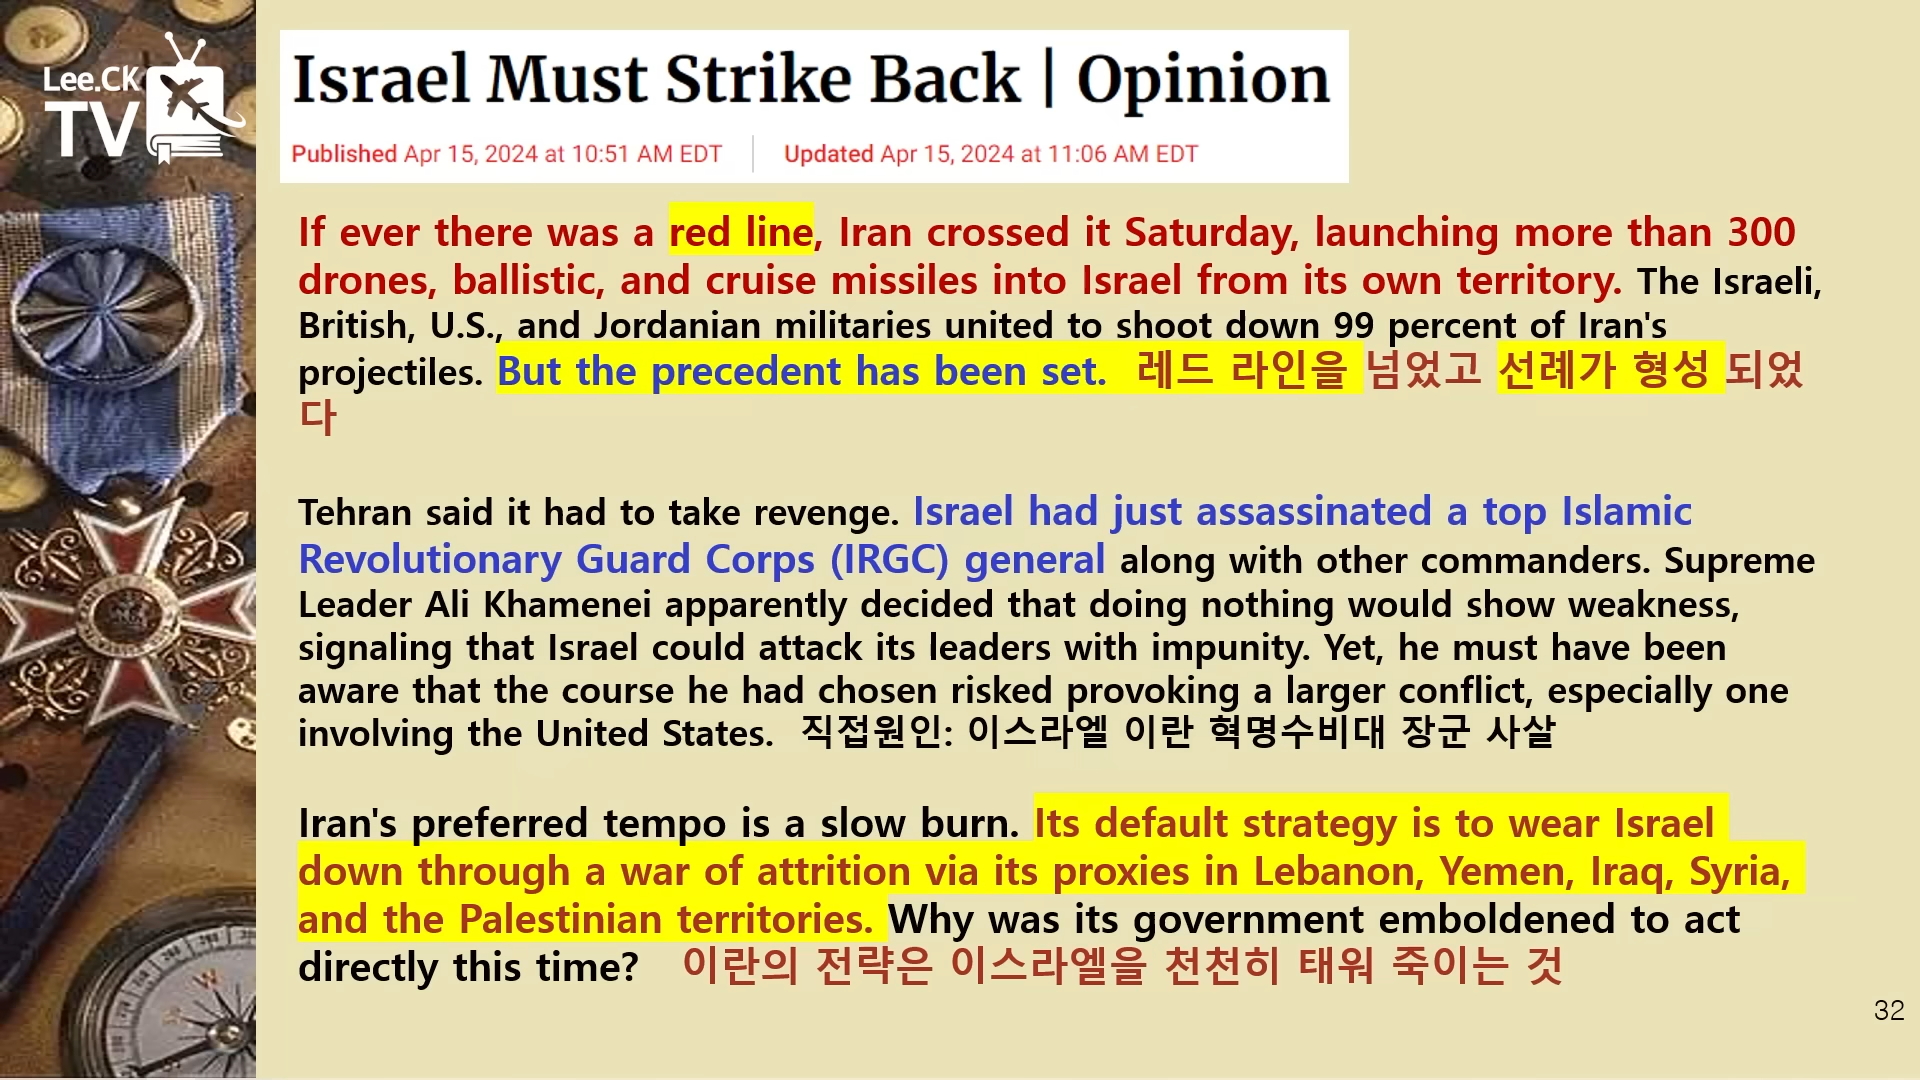 Lee.CK
TV
Israel Must Strike Back | Opinion
Published Apr 15, 2024 at 10:51 AM EDT
Updated Apr 15, 2024 at 11:06 AM EDT
If ever there was a red line, Iran crossed it Saturday, launching more than 300
drones, ballistic, and cruise missiles into Israel from its own territory. The Israeli,
British, U.S., and Jordanian militaries united to shoot down 99 percent of Iran's
projectiles. But the precedent has been set. 레드 라인을 넘었고 선례가 형성 되었
다
Tehran said it had to take revenge. Israel had just assassinated a top Islamic
Revolutionary Guard Corps (IRGC) general along with other commanders. Supreme
Leader Ali Khamenei apparently decided that doing nothing would show weakness,
signaling that Israel could attack its leaders with impunity. Yet, he must have been
aware that the course he had chosen risked provoking a larger conflict, especially one
involving the United States. 직접원인: 이스라엘 이란 혁명수비대 장군 사살
Iran's preferred tempo is a slow burn. Its default strategy is to wear Israel
down through a war of attrition via its proxies in Lebanon, Yemen, Iraq, Syria,
and the Palestinian territories. Why was its government emboldened to act
directly this time? 이란의 전략은 이스라엘을 천천히 태워 죽이는 것
32
W